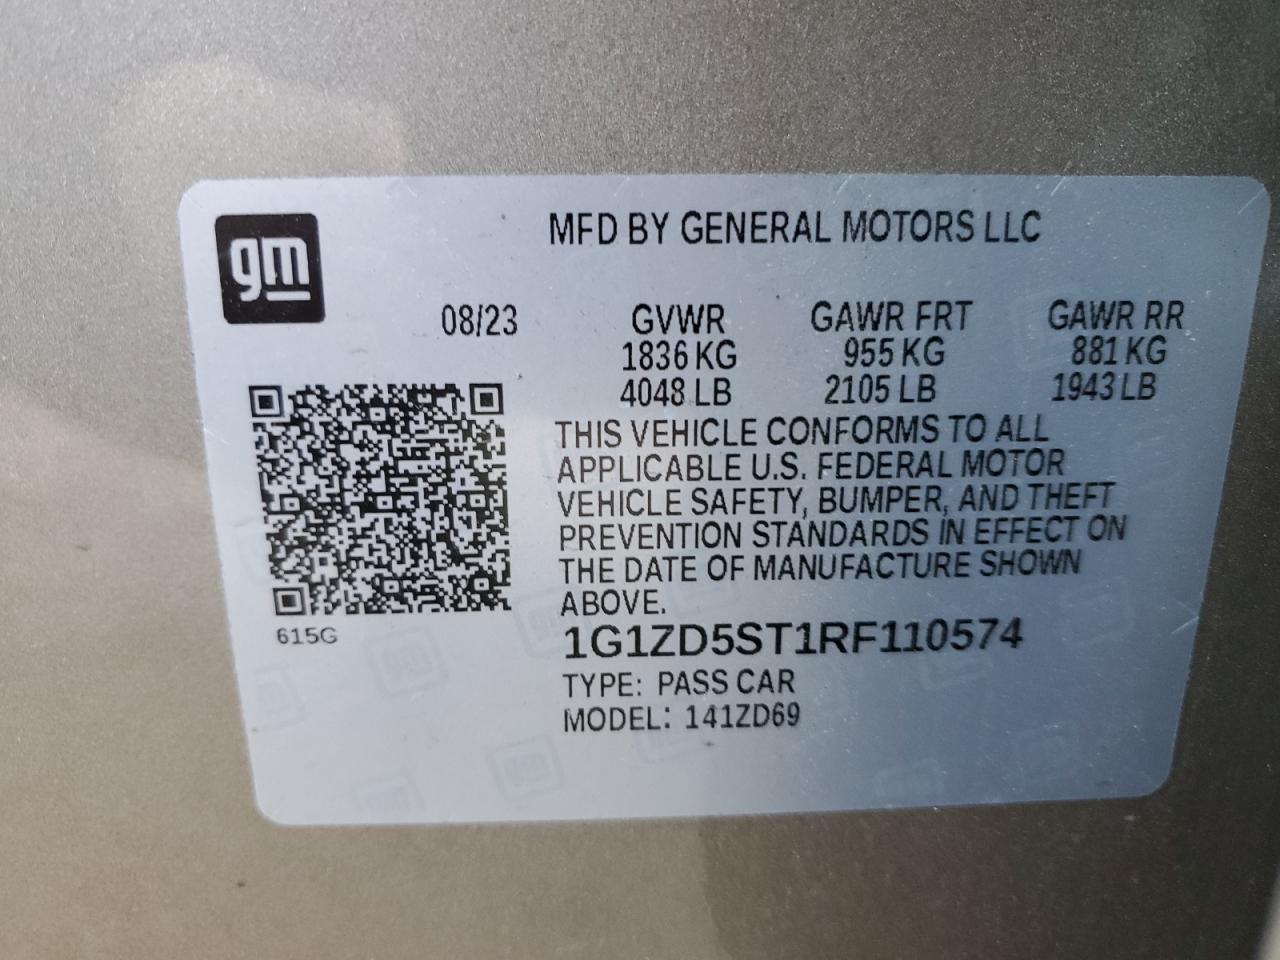 gm
MFD BY GENERAL MOTORS LLC
08/23 GVWR GAWR FRT GAWR RR
1836 KG 955 KG 881 KG
4048 LB 2105 LB 1943 LB
THIS VEHICLE CONFORMS TO ALL
APPLICABLE U.S. FEDERAL MOTOR
VEHICLE SAFETY, BUMPER, AND THEFT
PREVENTION STANDARDS IN EFFECT ON
THE DATE OF MANUFACTURE SHOWN
ABOVE.
615G
1G1ZD5ST1RF110574
TYPE: PASS CAR
MODEL: 141ZD69